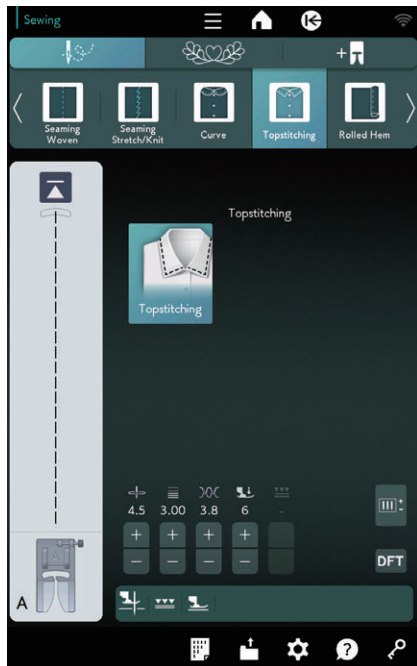 Sewing
Seaming
Woven
Seaming
Stretch/Knit
Curve
Topstitching
Rolled Hem
Topstitching
Topstitching
4.5 3.00 3.8 6 -
+ + + +
- - - -
DFT
A
?